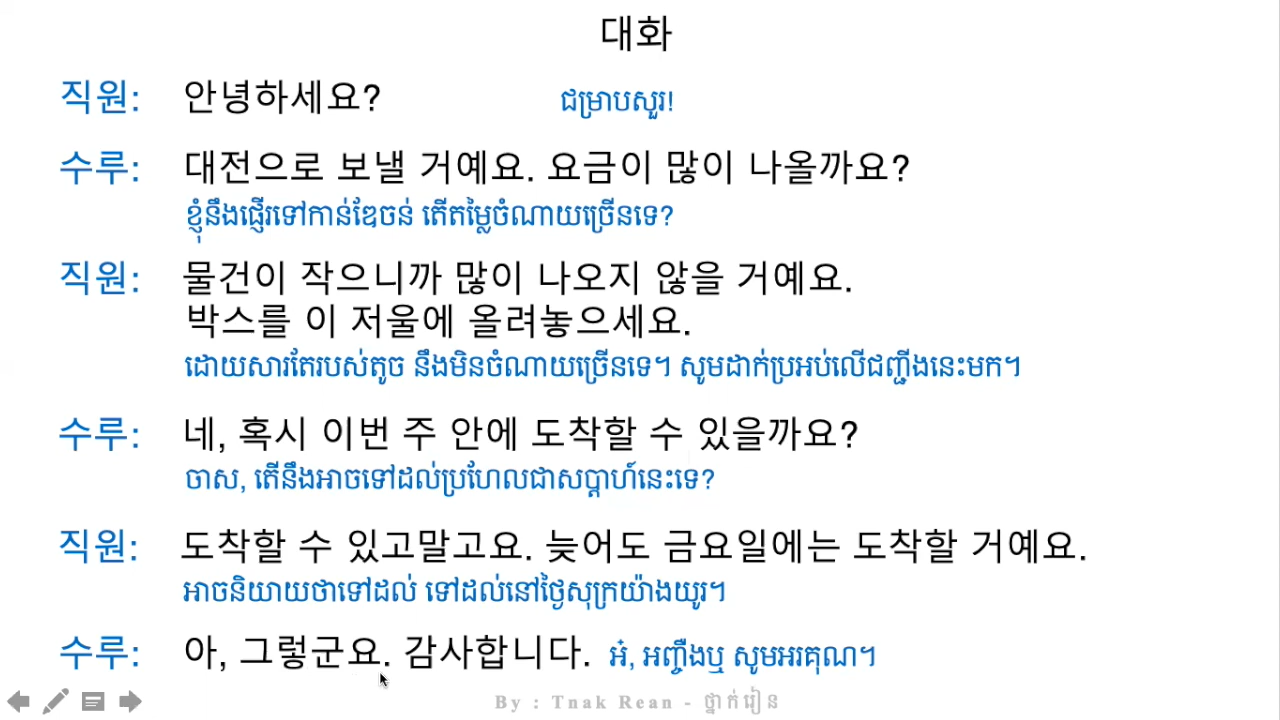 대화
직원: 안녕하세요? ជម្រាបសួរ!
수루: 대전으로 보낼 거예요. 요금이 많이 나올까요?
ខ្ញុំនឹងផ្ញើរទៅកាន់ឌែចន់ តើតម្លៃចំណាយច្រើនទេ?
직원: 물건이 작으니까 많이 나오지 않을 거예요.
박스를 이 저울에 올려놓으세요.
ដោយសារតែរបស់តូច នឹងមិនចំណាយច្រើនទេ។ សូមដាក់ប្រអប់លើជញ្ជីងនេះមក។
수루: 네, 혹시 이번 주 안에 도착할 수 있을까요?
ចាស, តើនឹងអាចទៅដល់ប្រហែលជាសប្តាហ៍នេះទេ?
직원: 도착할 수 있고말고요. 늦어도 금요일에는 도착할 거예요.
អាចនិយាយថាទៅដល់ ទៅដល់នៅថ្ងៃសុក្រយ៉ាងយូរ។
수루: 아, 그렇군요. 감사합니다. អ៎, អញ្ចឹងឬ សូមអរគុណ។
By : Tnak Rean - ថ្នាក់រៀន